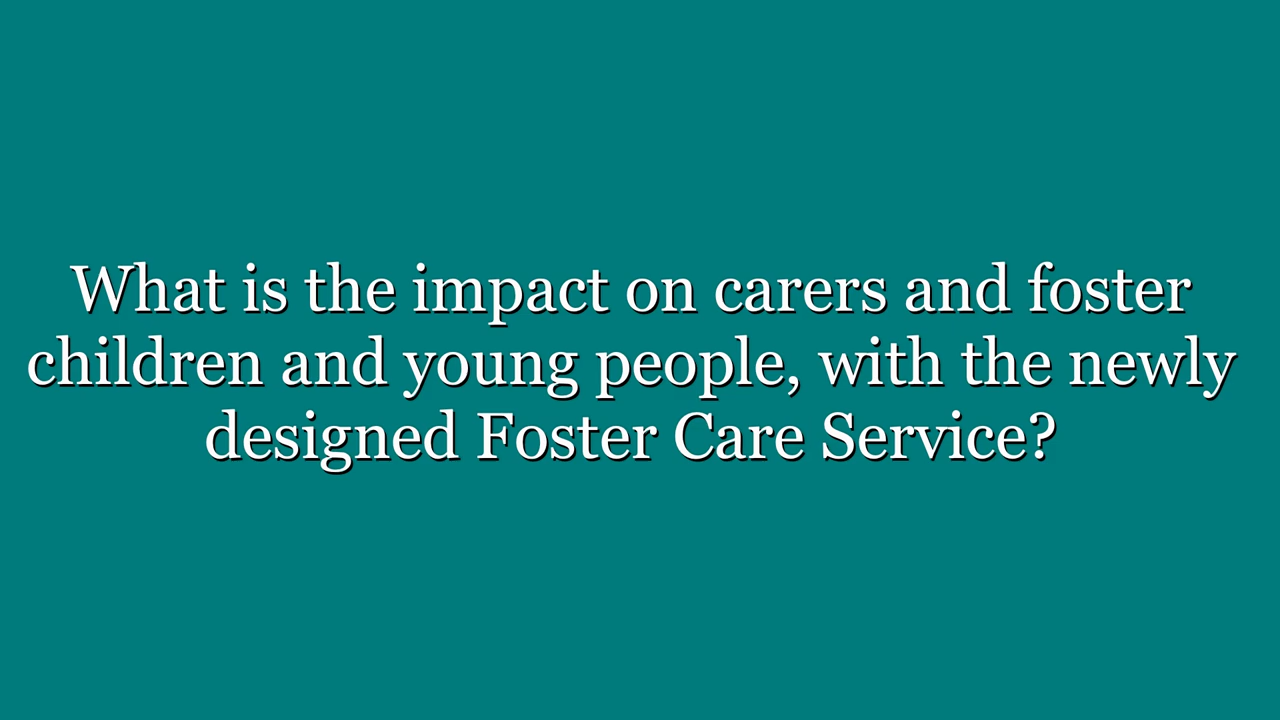 What is the impact on carers and foster
children and young people, with the newly
designed Foster Care Service?